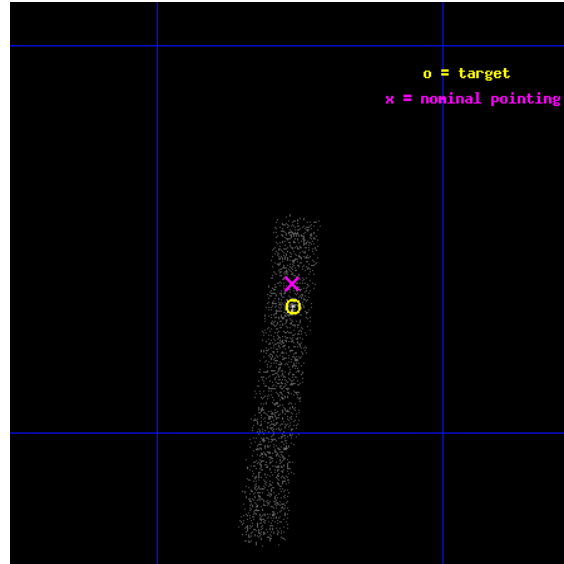 o = target
x = nominal pointing